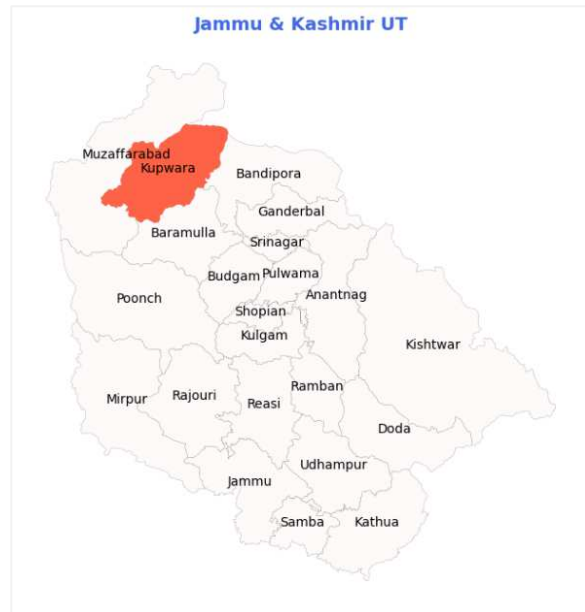 Jammu & Kashmir UT
Muzaffarabad
Kupwara
Bandipora
Ganderbal
Baramulla
Srinagar
Budgam
Pulwama
Anantnag
Poonch
Shopian
Kulgam
Kishtwar
Mirpur
Rajouri
Reasi
Ramban
Doda
Udhampur
Jammu
Samba
Kathua